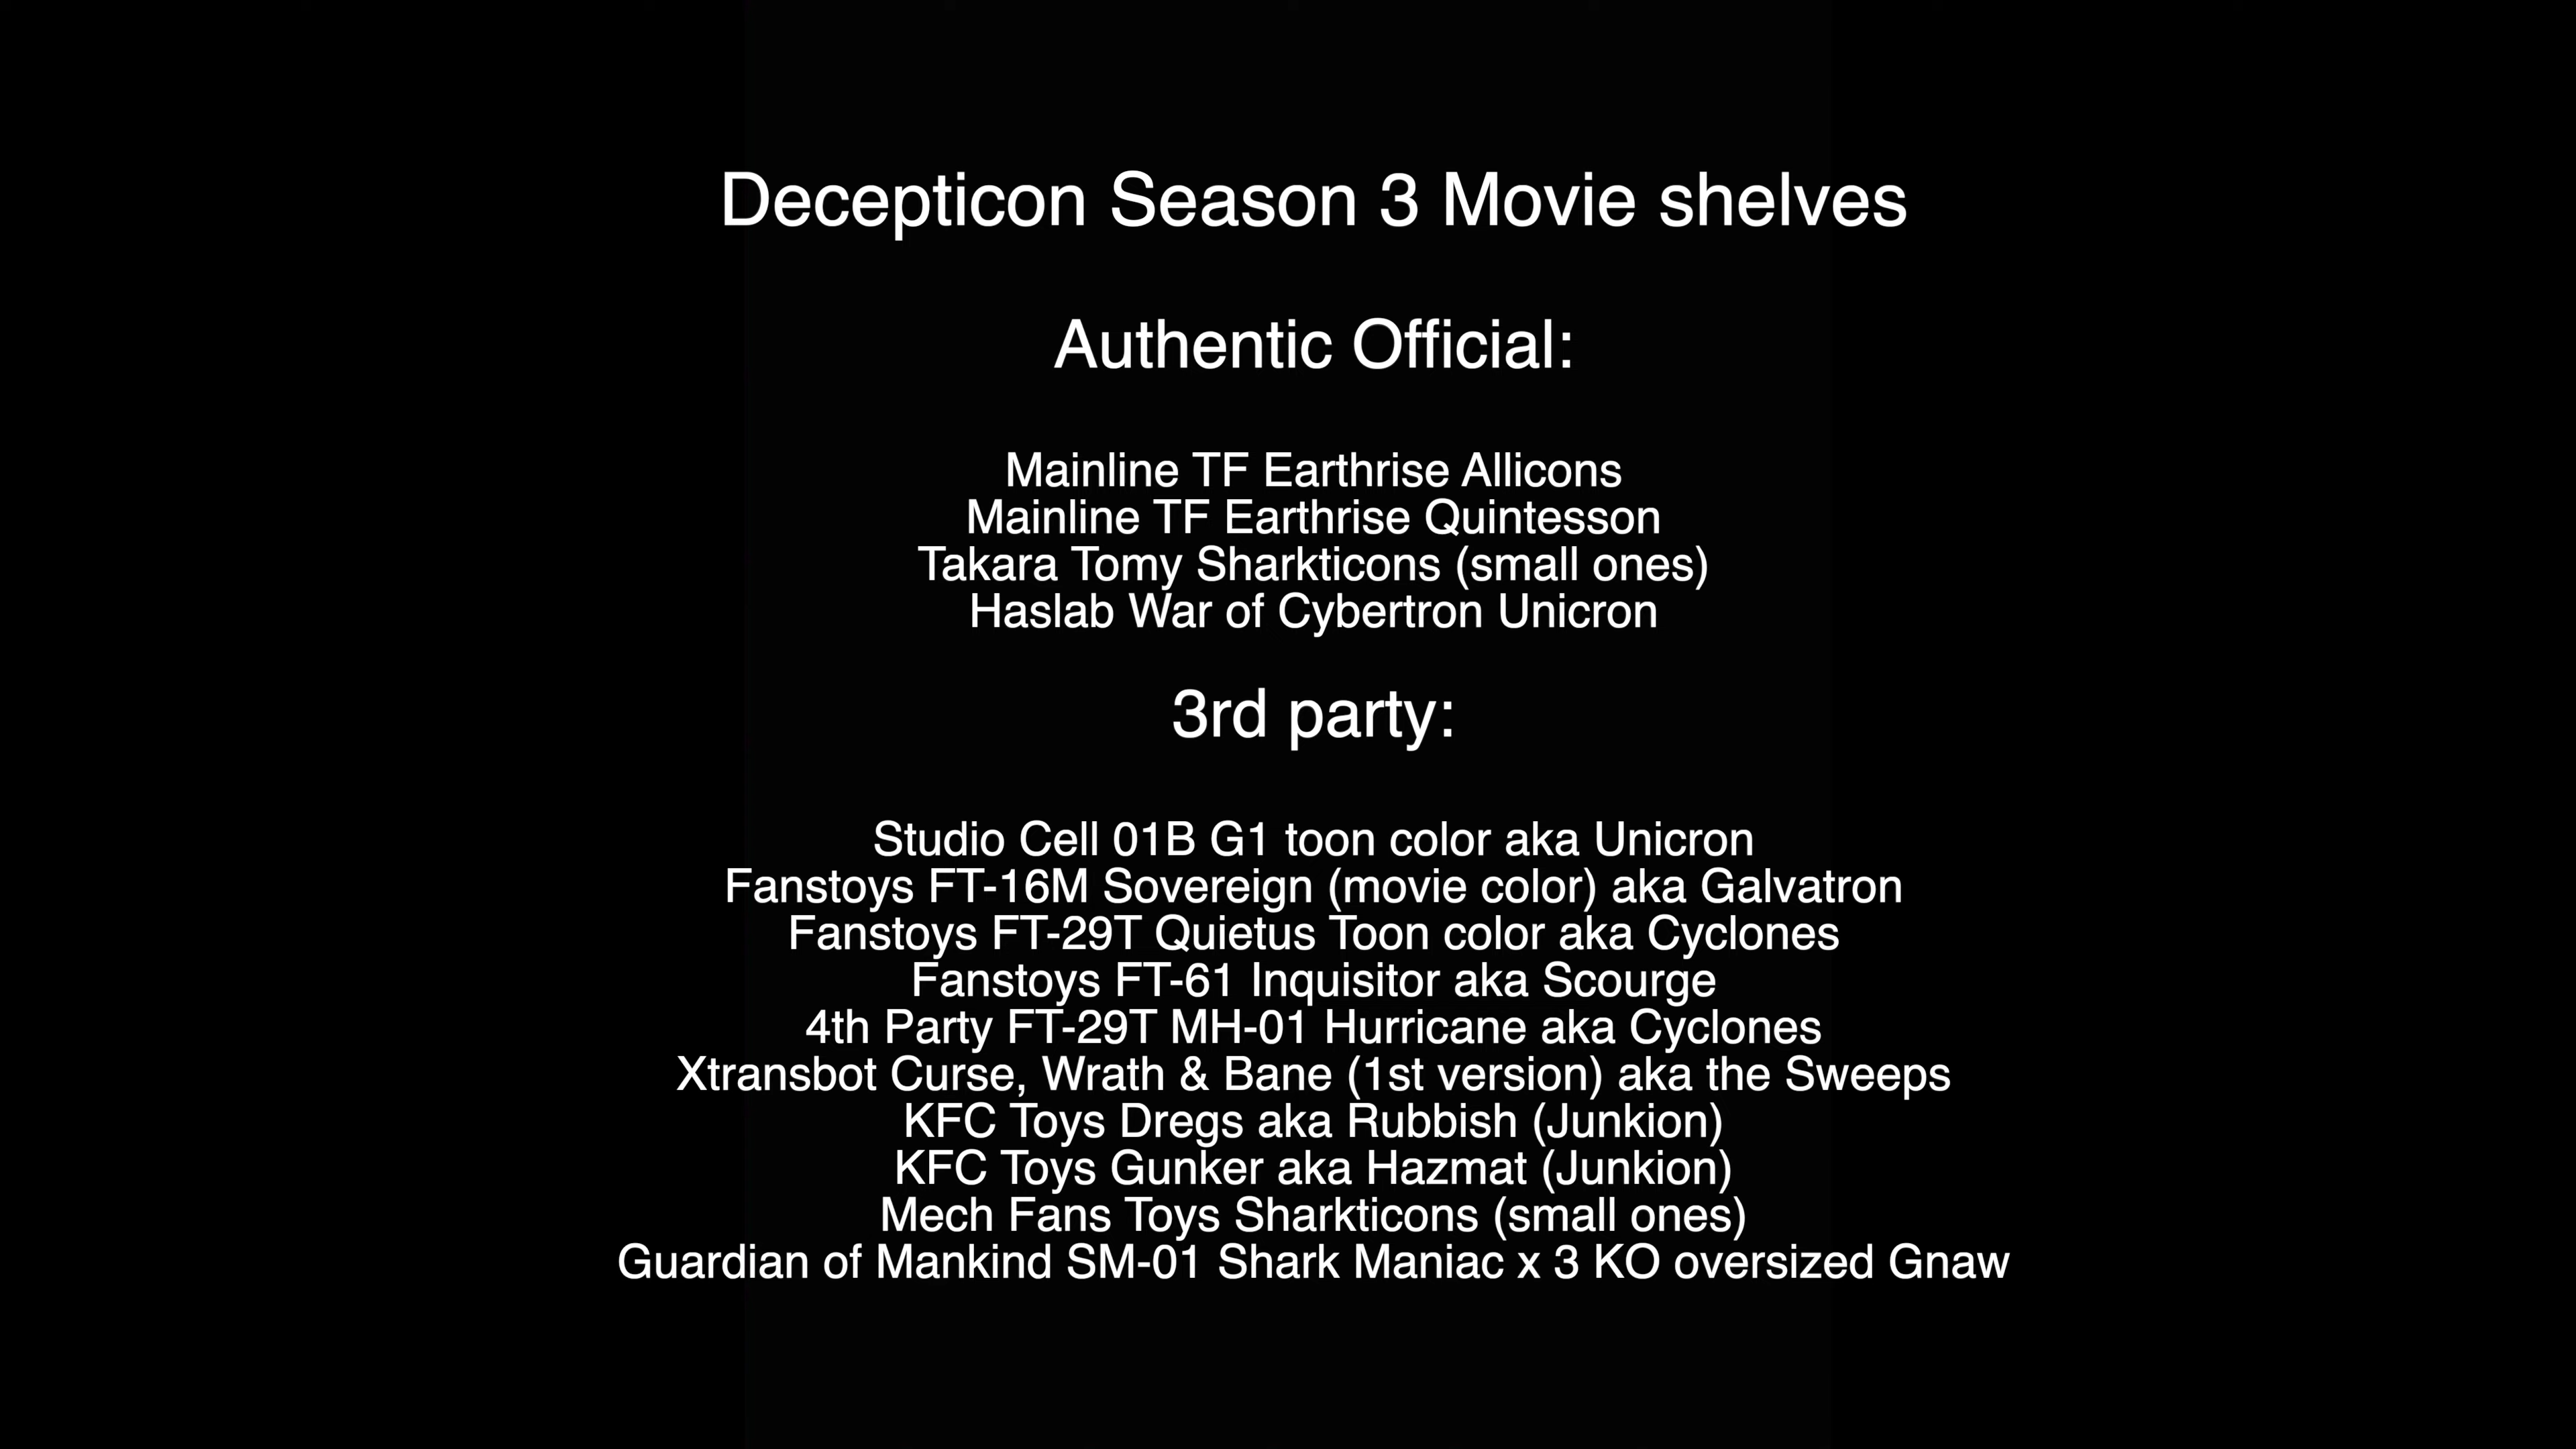 Decepticon Season 3 Movie shelves
Authentic Official:
Mainline TF Earthrise Allicons
Mainline TF Earthrise Quintesson
Takara Tomy Sharkticons (small ones)
Haslab War of Cybertron Unicron
3rd party:
Studio Cell 01B G1 toon color aka Unicron
Fanstoys FT-16M Sovereign (movie color) aka Galvatron
Fanstoys FT-29T Quietus Toon color aka Cyclones
Fanstoys FT-61 Inquisitor aka Scourge
4th Party FT-29T MH-01 Hurricane aka Cyclones
Xtransbot Curse, Wrath & Bane (1st version) aka the Sweeps
KFC Toys Dregs aka Rubbish (Junkion)
KFC Toys Gunker aka Hazmat (Junkion)
Mech Fans Toys Sharkticons (small ones)
Guardian of Mankind SM-01 Shark Maniac x 3 KO oversized Gnaw